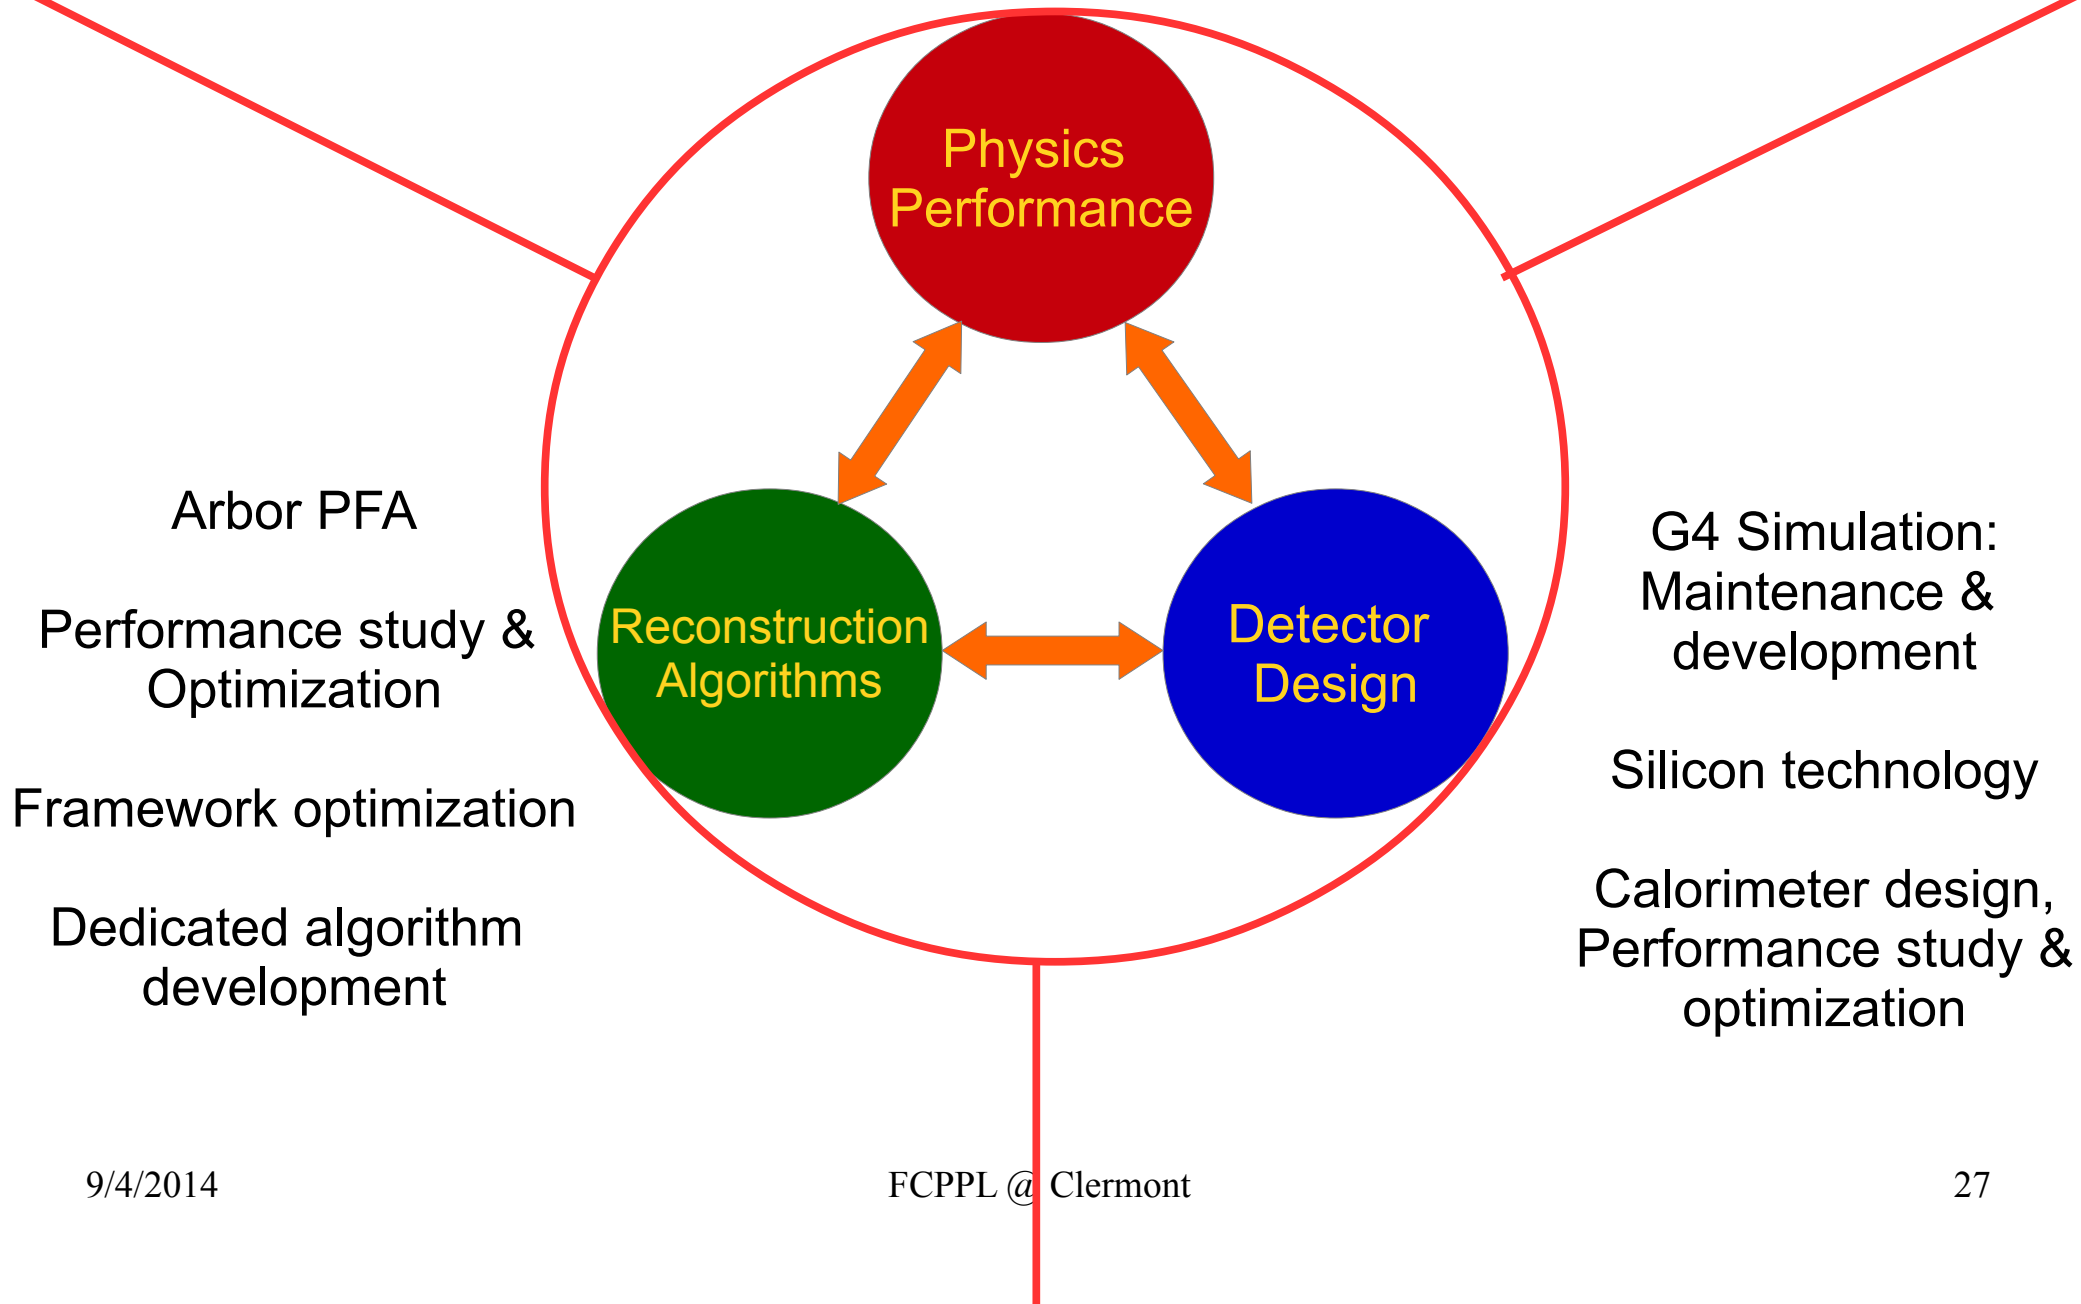 Physics
Performance
Arbor PFA
Performance study &
Optimization
Framework optimization
Dedicated algorithm
development
Reconstruction
Algorithms
Detector
Design
G4 Simulation:
Maintenance &
development
Silicon technology
Calorimeter design,
Performance study &
optimization
9/4/2014
FCPPL @ Clermont
27